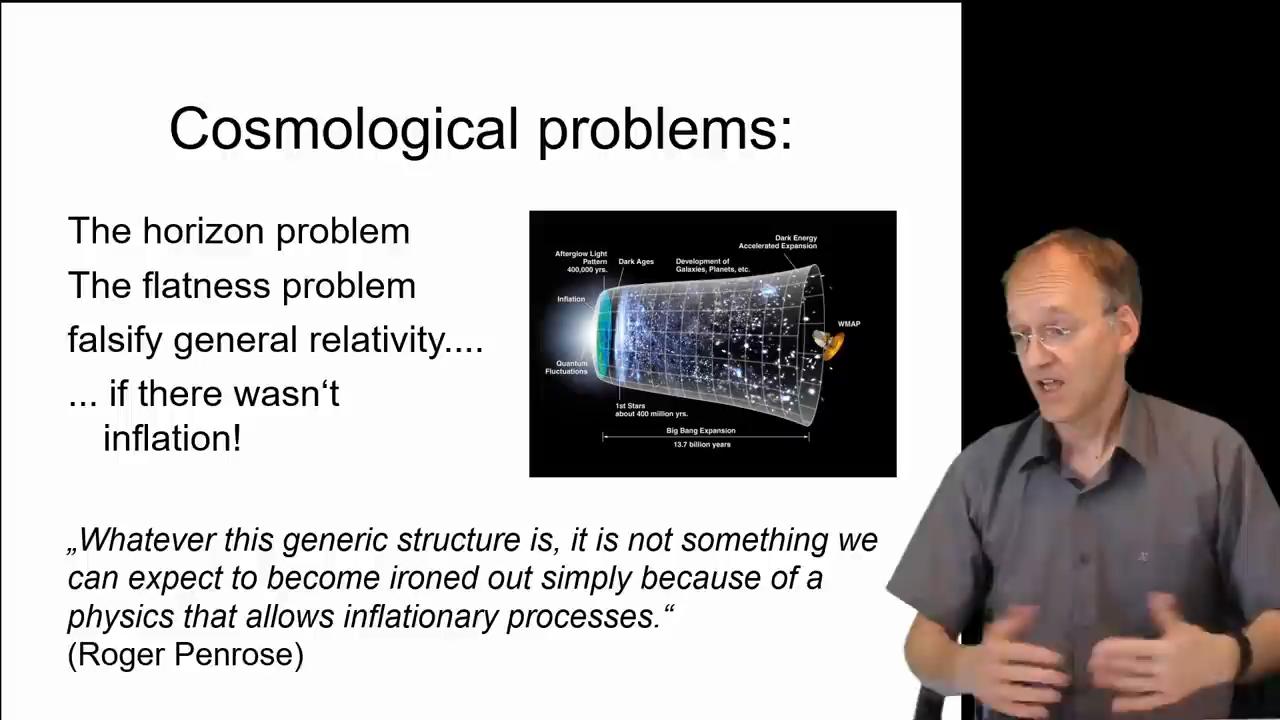 Cosmological problems:
The horizon problem
The flatness problem
falsify general relativity....
... if there wasn‘t
inflation!
Dark Energy
Accelerated Expansion
Afterglow Light
Pattern
400,000 yrs.
Dark Ages
Development of
Galaxies, Planets, etc.
Inflation
WMAP
Quantum
Fluctuations
1st Stars
about 400 million yrs.
Big Bang Expansion
13.7 billion years
„Whatever this generic structure is, it is not something we
can expect to become ironed out simply because of a
physics that allows inflationary processes.“
(Roger Penrose)